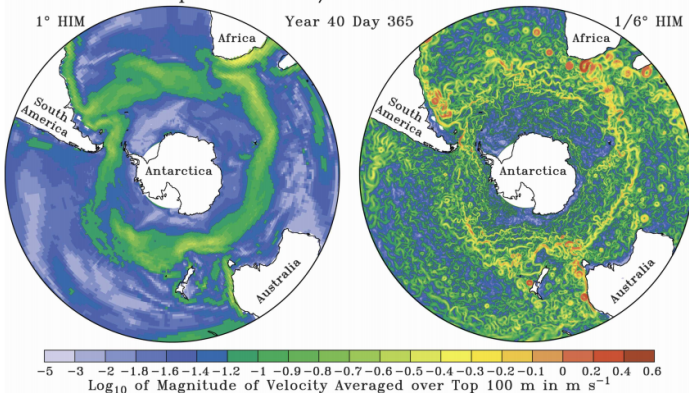 1° HIM
Year 40 Day 365
1/6° HIM
Africa
Africa
South
America
South
America
Antarctica
Antarctica
Australia
Australia
−5 −3 −2 −1.8 −1.6 −1.4 −1.2 −1 −0.9 −0.8 −0.7 −0.6 −0.5 −0.4 −0.3 −0.2 −0.1 0 0.2 0.4 0.6
Log₁₀ of Magnitude of Velocity Averaged over Top 100 m in m s⁻¹